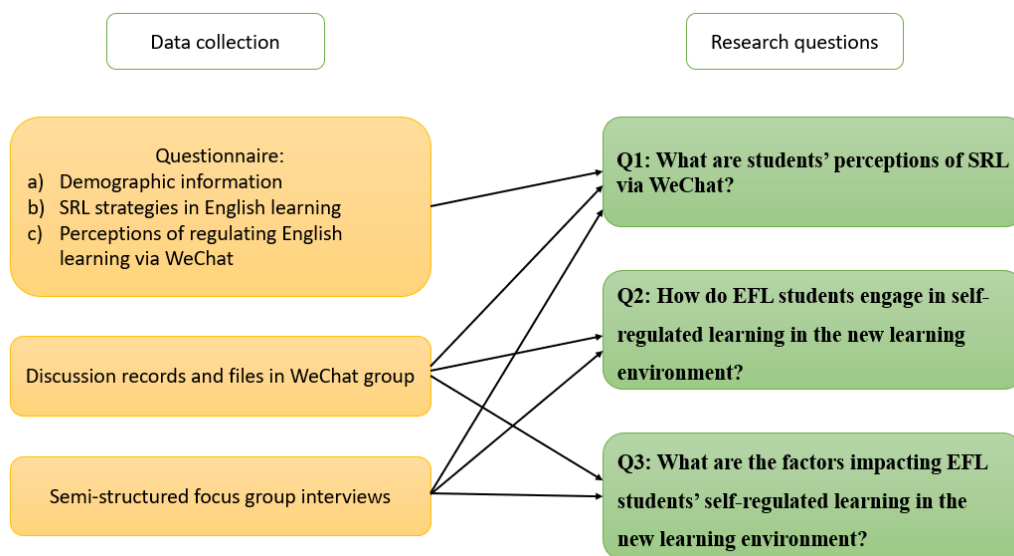 Data collection
Research questions
Questionnaire:
a) Demographic information
b) SRL strategies in English learning
c) Perceptions of regulating English
learning via WeChat
Discussion records and files in WeChat group
Semi-structured focus group interviews
Q1: What are students’ perceptions of SRL
via WeChat?
Q2: How do EFL students engage in self-
regulated learning in the new learning
environment?
Q3: What are the factors impacting EFL
students’ self-regulated learning in the
new learning environment?